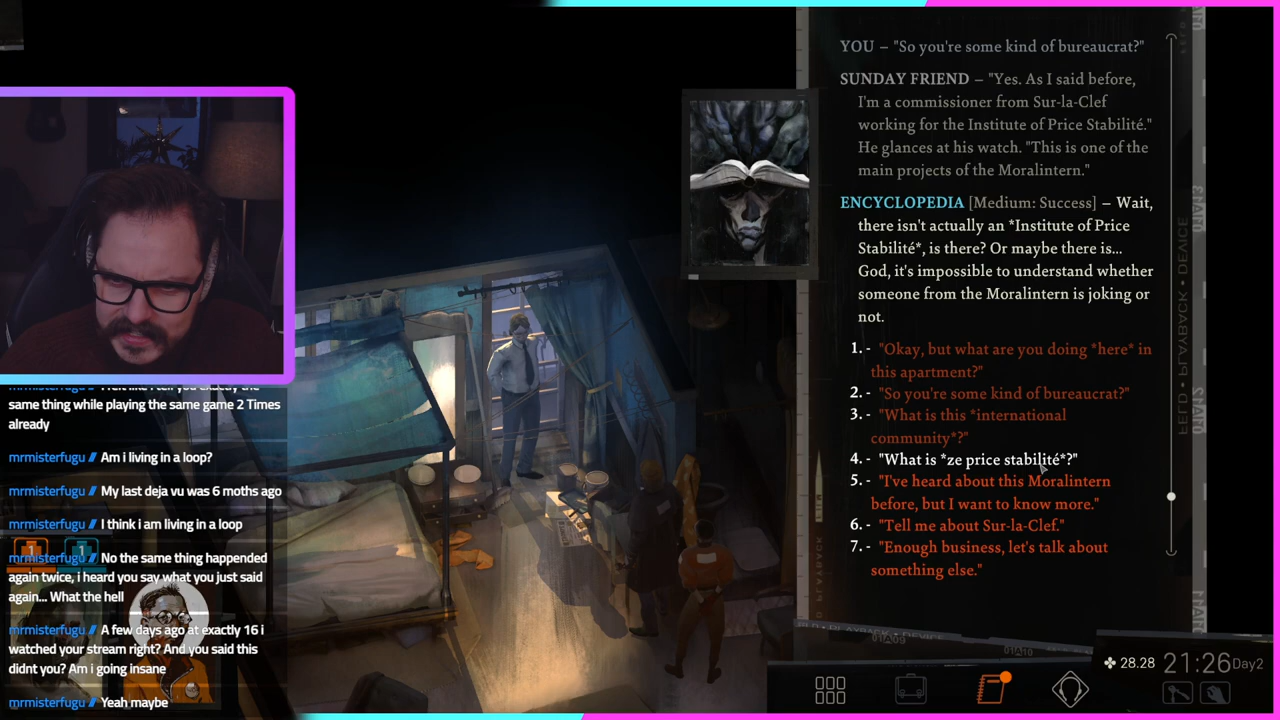 YOU – "So you're some kind of bureaucrat?"
SUNDAY FRIEND – "Yes. As I said before,
I'm a commissioner from Sur-la-Clef
working for the Institute of Price Stabilité."
He glances at his watch. "This is one of the
main projects of the Moralintern."
ENCYCLOPEDIA [Medium: Success] – Wait,
there isn't actually an *Institute of Price
Stabilité*, is there? Or maybe there is...
God, it's impossible to understand whether
someone from the Moralintern is joking or
not.
1.- "Okay, but what are you doing *here* in
this apartment?"
2.- "So you're some kind of bureaucrat?"
3.- "What is this *international
community*?"
4.- "What is *ze price stabilité*?"
5.- "I've heard about this Moralintern
before, but I want to know more."
6.- "Tell me about Sur-la-Clef."
7.- "Enough business, let's talk about
something else."
FELD • PLAYBACK • DEVICE
28.28 21:26 Day2
01A10
same thing while playing the same game 2 Times
already
mrmisterfugu // Am i living in a loop?
mrmisterfugu // My last deja vu was 6 moths ago
mrmisterfugu // I think i am living in a loop
mrmisterfugu // No the same thing happended
again twice, i heard you say what you just said
again... What the hell
mrmisterfugu // A few days ago at exactly 16 i
watched your stream right? And you said this
didnt you? Am i going insane
mrmisterfugu // Yeah maybe
1 1